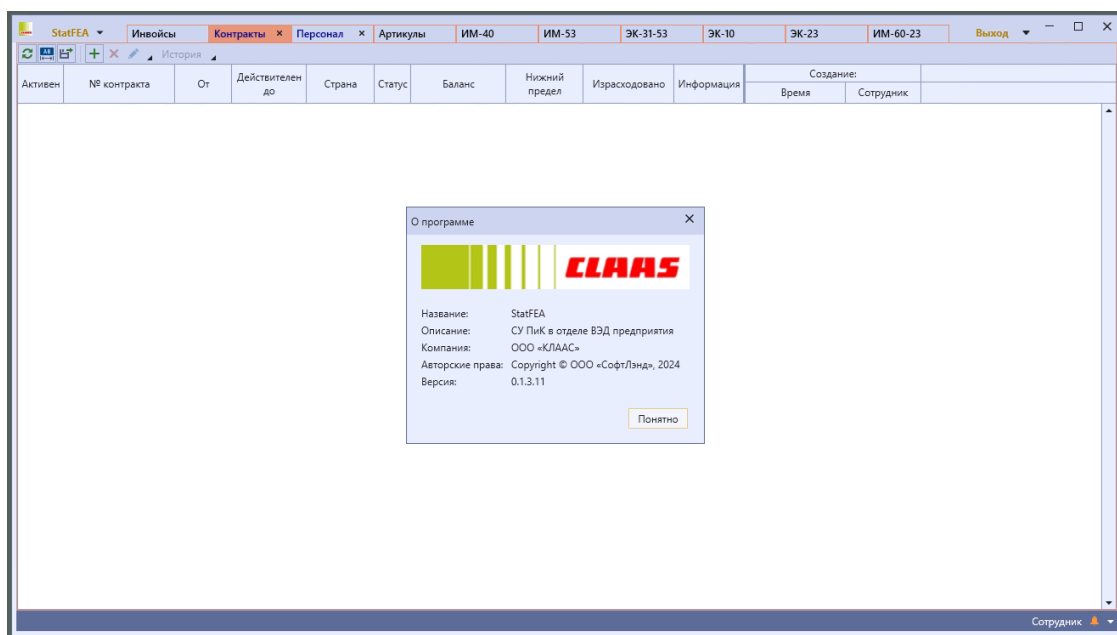 StatFEA Инвойсы Контракты × Персонал × Артикулы ИМ-40 ИМ-53 ЭК-31-53 ЭК-10 ЭК-23 ИМ-60-23 Выход
История
Активен № контракта От Действителен до Страна Статус Баланс Нижний предел Израсходовано Информация Создание:
Время Сотрудник
О программе
CLAAS
Название: StatFEA
Описание: СУ ПиК в отделе ВЭД предприятия
Компания: ООО «КЛААС»
Авторские права: Copyright © ООО «СофтЛэнд», 2024
Версия: 0.1.3.11
Понятно
Сотрудник